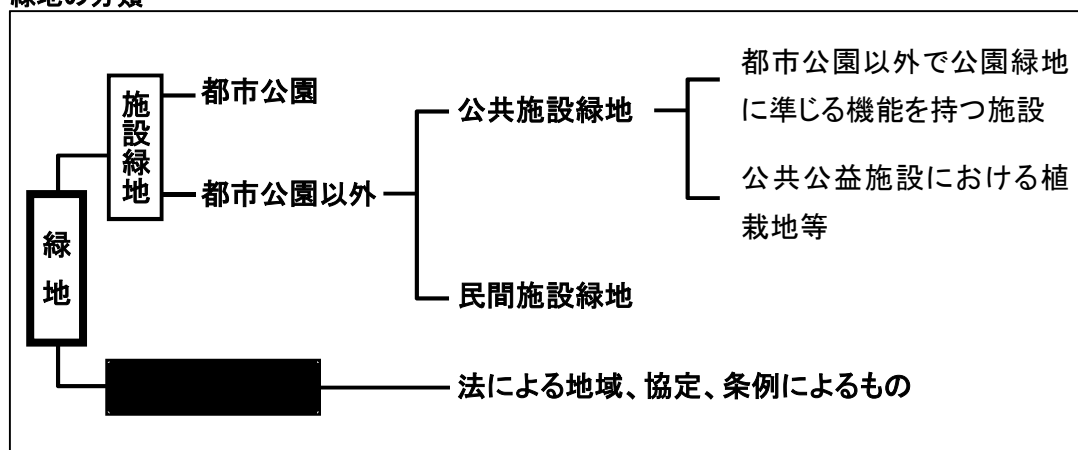 緑地の分類
施設緑地
都市公園
都市公園以外
公共施設緑地
都市公園以外で公園緑地
に準じる機能を持つ施設
公共公益施設における植
栽地等
民間施設緑地
緑地
法による地域、協定、条例によるもの